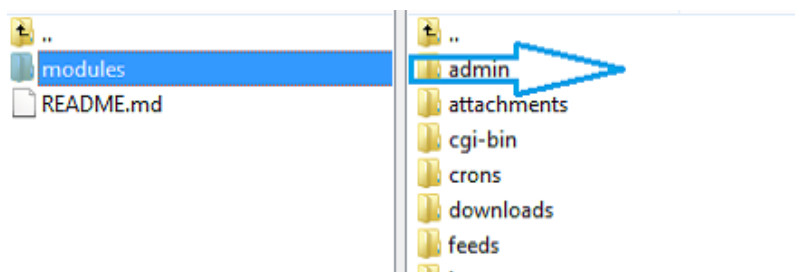 ..
modules
README.md
..
admin
attachments
cgi-bin
crons
downloads
feeds